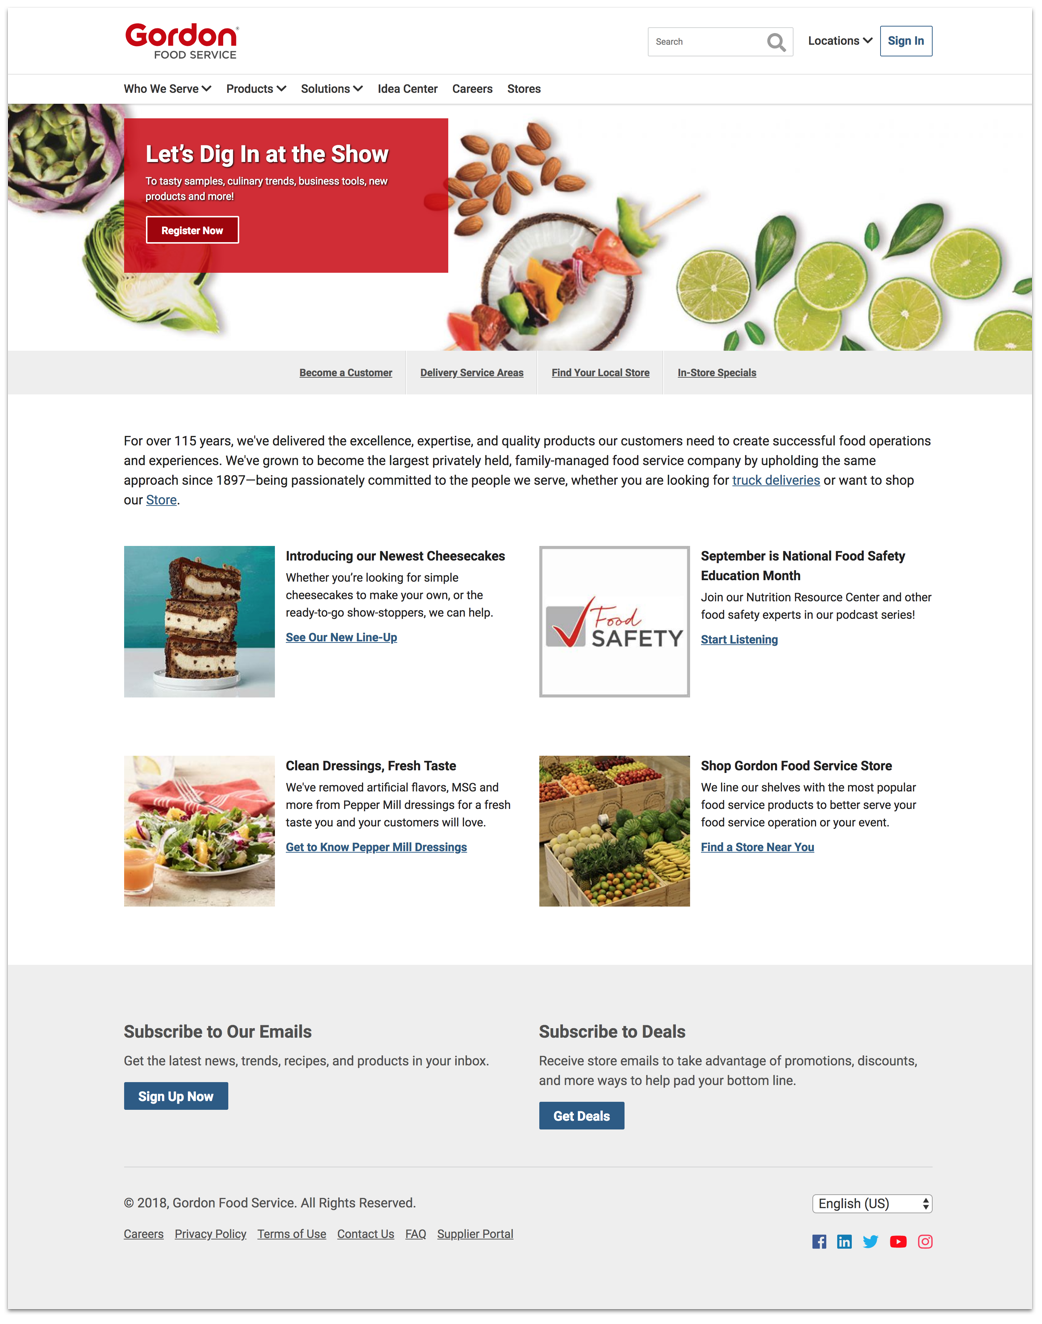 Gordon
FOOD SERVICE
Search
Locations
Sign In
Who We Serve
Products
Solutions
Idea Center
Careers
Stores
Let’s Dig In at the Show
To tasty samples, culinary trends, business tools, new
products and more!
Register Now
Become a Customer
Delivery Service Areas
Find Your Local Store
In-Store Specials
For over 115 years, we've delivered the excellence, expertise, and quality products our customers need to create successful food operations
and experiences. We've grown to become the largest privately held, family-managed food service company by upholding the same
approach since 1897—being passionately committed to the people we serve, whether you are looking for truck deliveries or want to shop
our Store.
Introducing our Newest Cheesecakes
Whether you’re looking for simple
cheesecakes to make your own, or the
ready-to-go show-stoppers, we can help.
See Our New Line-Up
Food
SAFETY
September is National Food Safety
Education Month
Join our Nutrition Resource Center and other
food safety experts in our podcast series!
Start Listening
Clean Dressings, Fresh Taste
We've removed artificial flavors, MSG and
more from Pepper Mill dressings for a fresh
taste you and your customers will love.
Get to Know Pepper Mill Dressings
Shop Gordon Food Service Store
We line our shelves with the most popular
food service products to better serve your
food service operation or your event.
Find a Store Near You
Subscribe to Our Emails
Get the latest news, trends, recipes, and products in your inbox.
Sign Up Now
Subscribe to Deals
Receive store emails to take advantage of promotions, discounts,
and more ways to help pad your bottom line.
Get Deals
© 2018, Gordon Food Service. All Rights Reserved.
English (US)
Careers
Privacy Policy
Terms of Use
Contact Us
FAQ
Supplier Portal